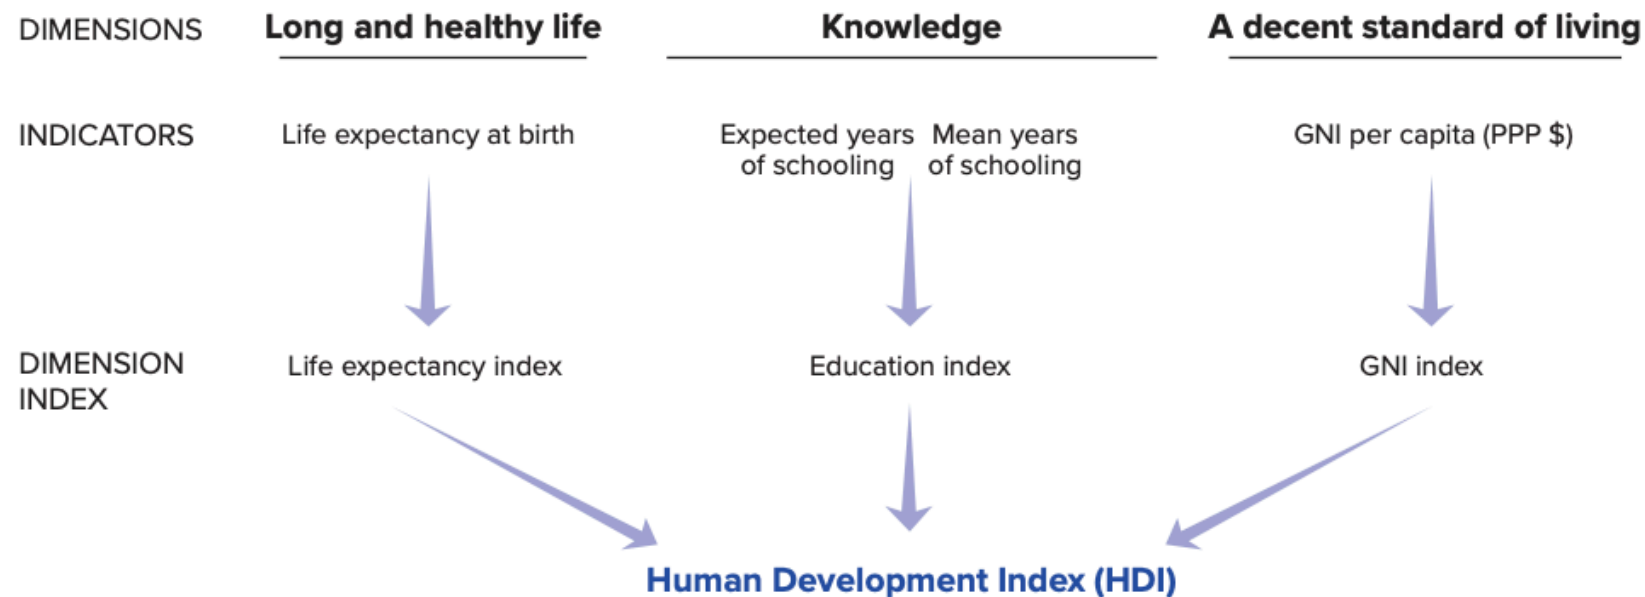 DIMENSIONS Long and healthy life Knowledge A decent standard of living
INDICATORS Life expectancy at birth Expected years Mean years GNI per capita (PPP $)
of schooling of schooling
DIMENSION Life expectancy index Education index GNI index
INDEX
Human Development Index (HDI)